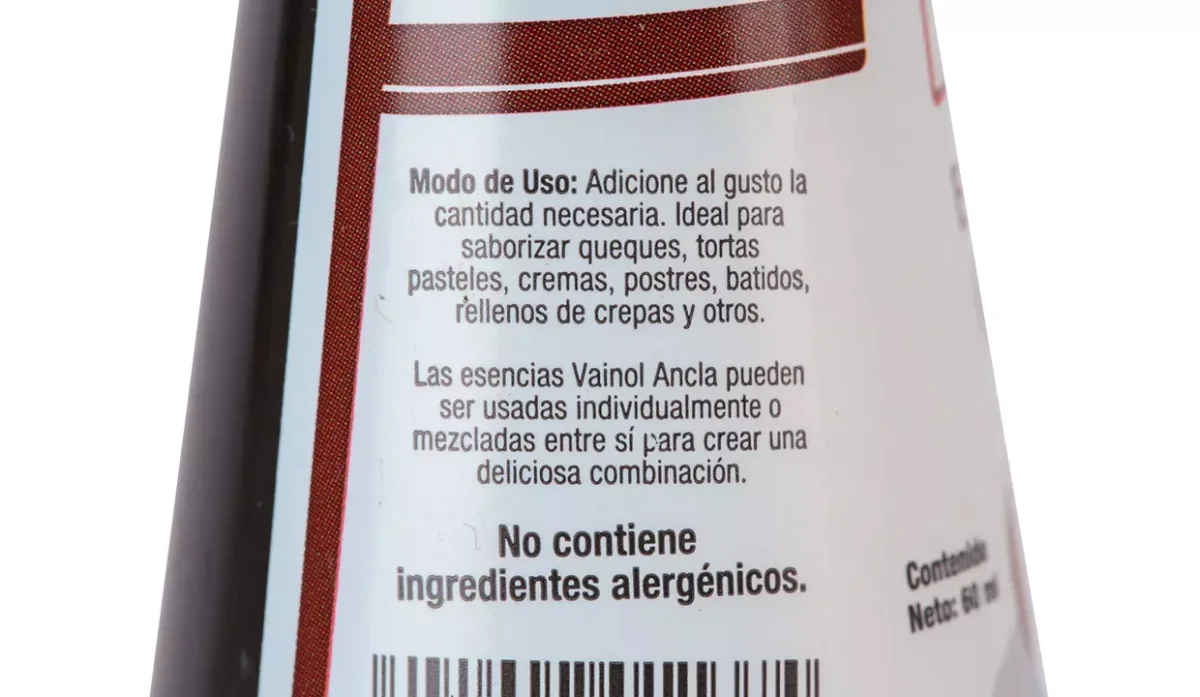 Modo de Uso: Adicione al gusto la
cantidad necesaria. Ideal para
saborizar queques, tortas
pasteles, cremas, postres, batidos,
rellenos de crepas y otros.
Las esencias Vainol Ancla pueden
ser usadas individualmente o
mezcladas entre sí para crear una
deliciosa combinación.
No contiene
ingredientes alergénicos.
Contenido
Neto: 60 ml